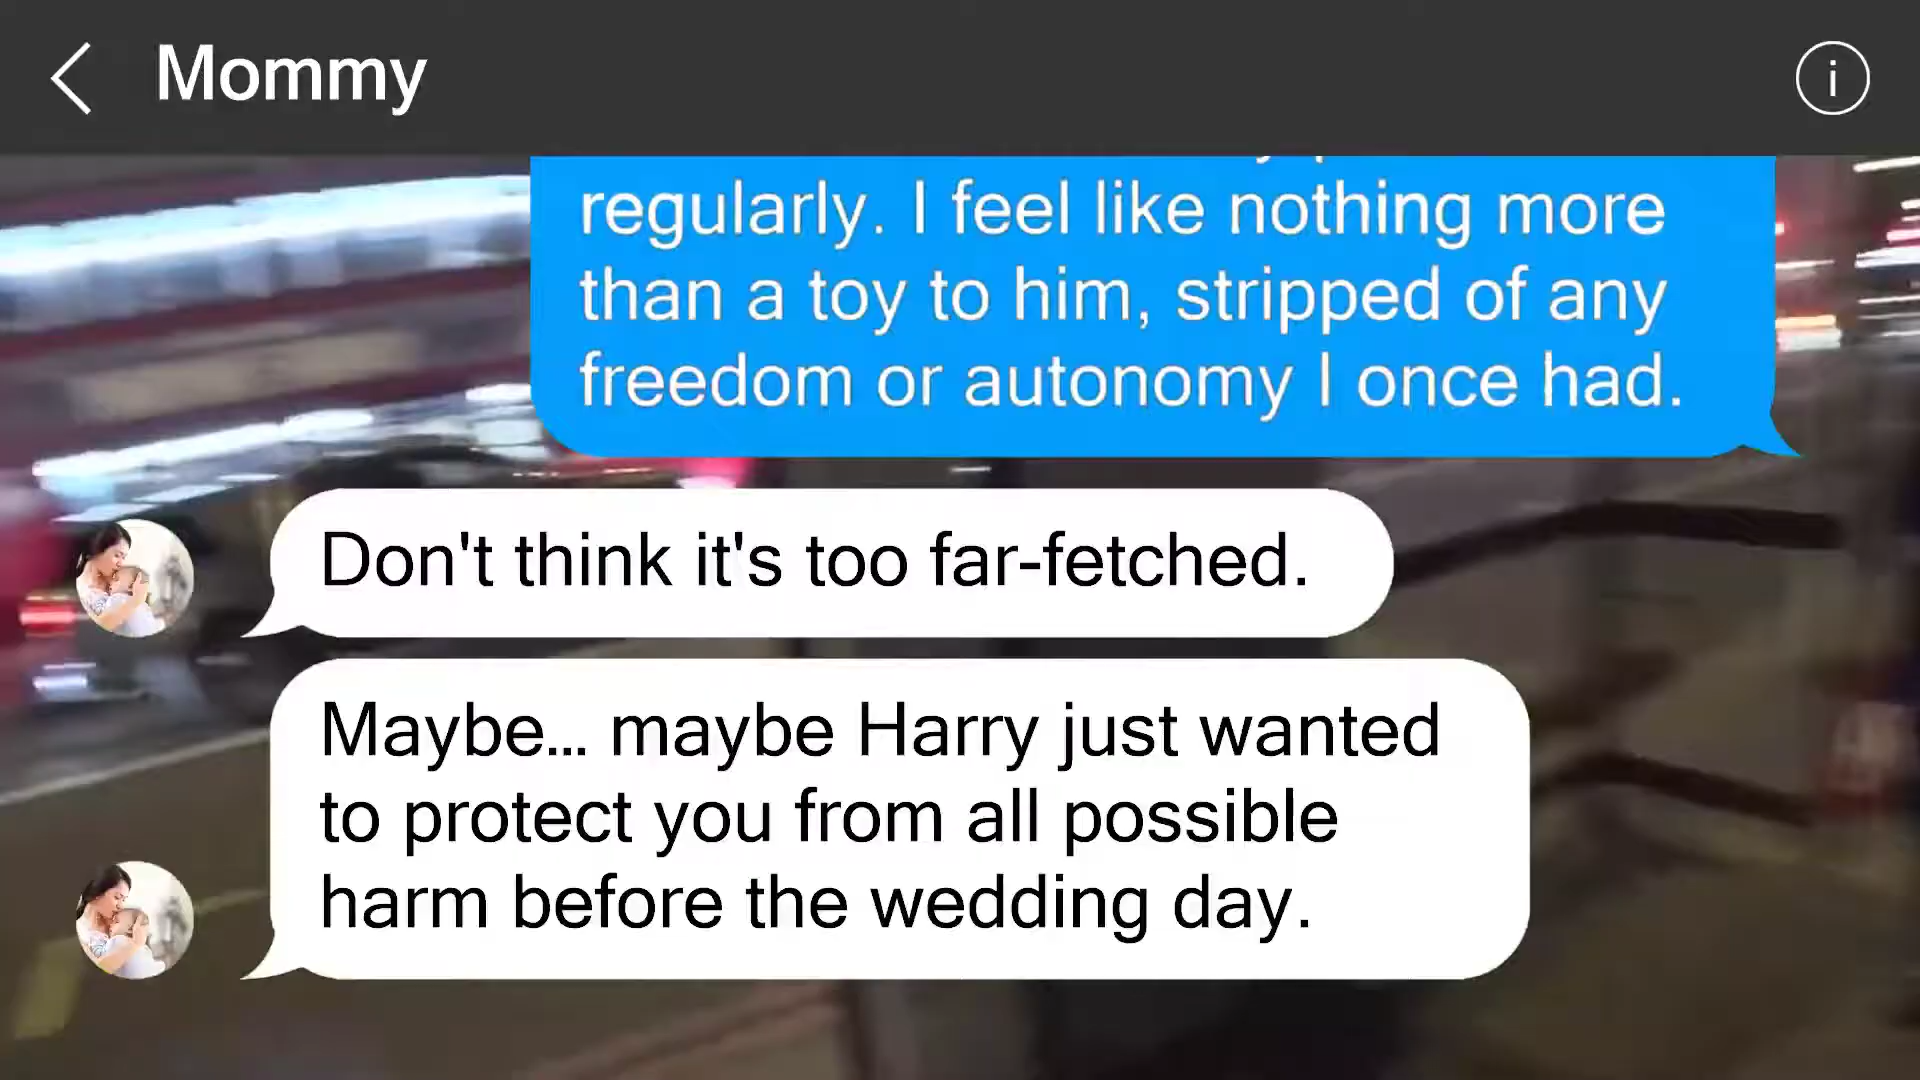 Mommy
regularly. I feel like nothing more
than a toy to him, stripped of any
freedom or autonomy I once had.
Don't think it's too far-fetched.
Maybe... maybe Harry just wanted
to protect you from all possible
harm before the wedding day.